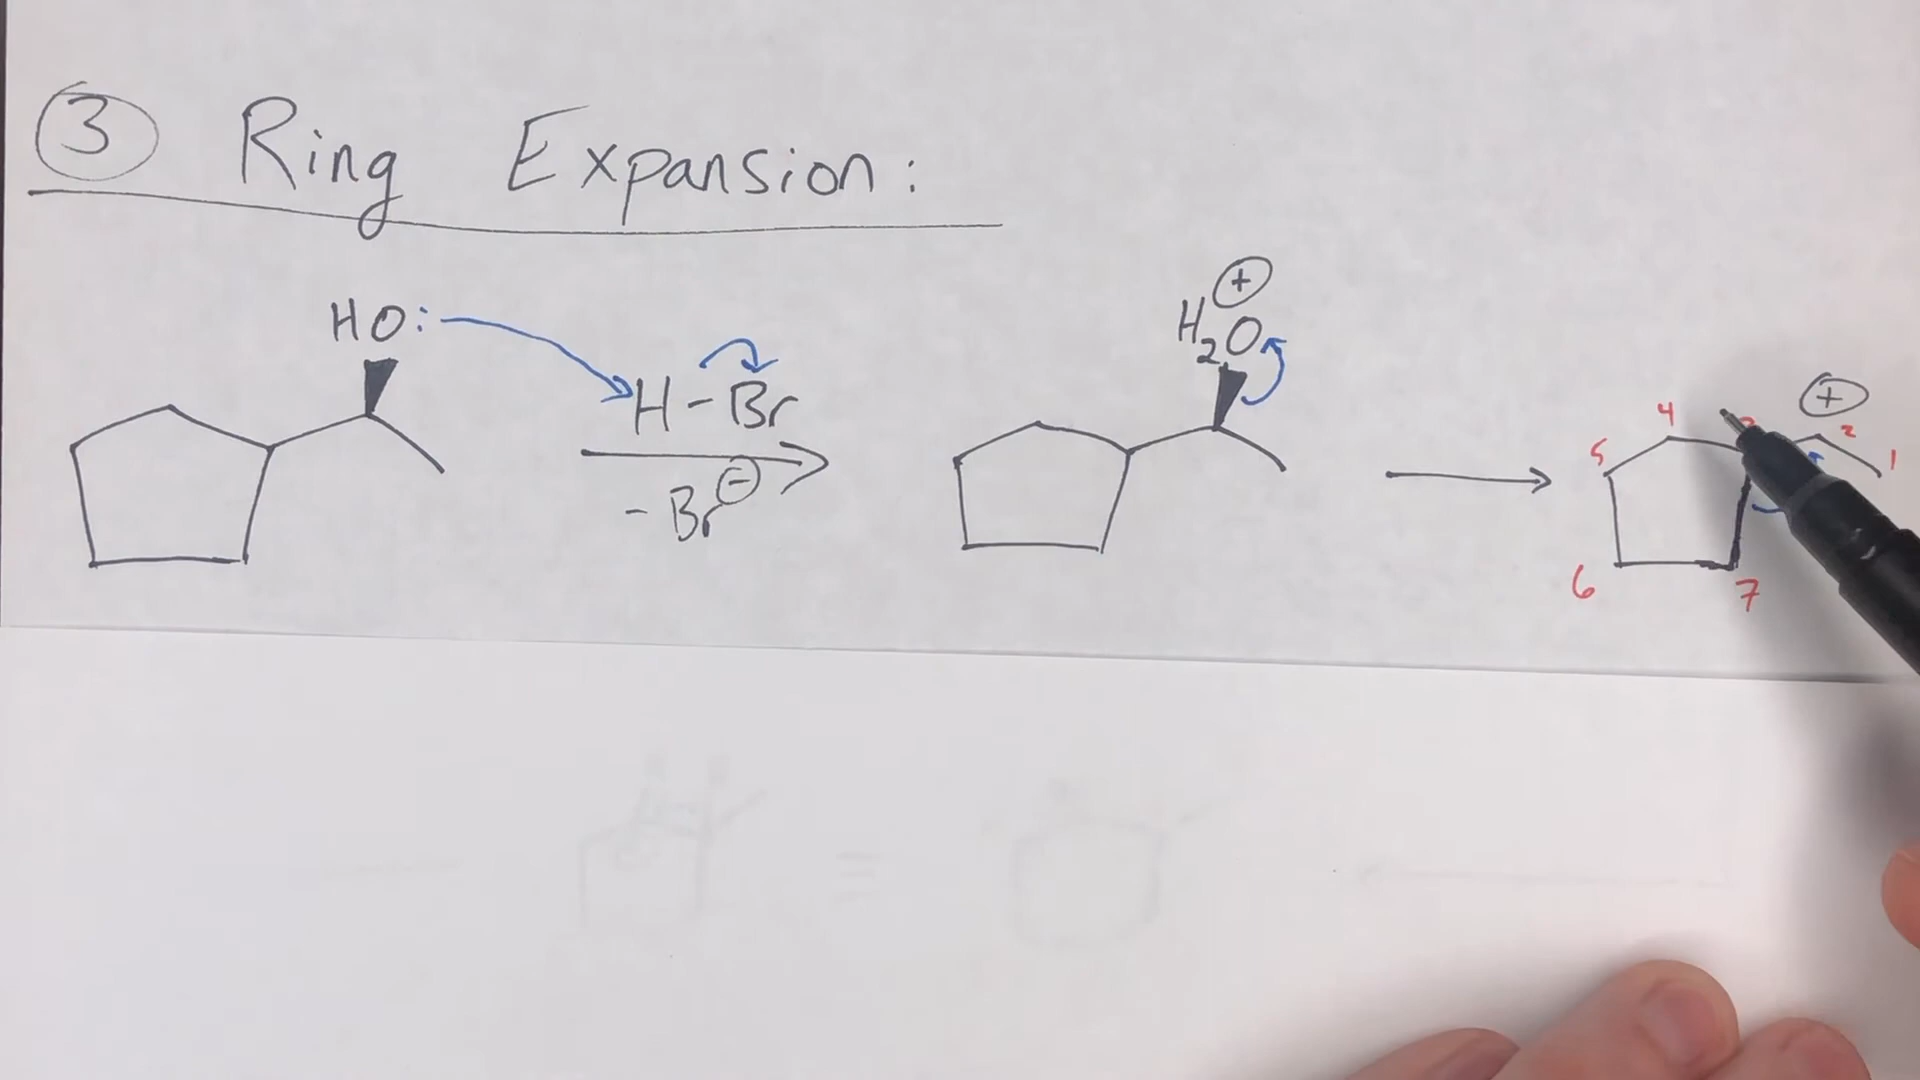 ③ Ring Expansion:
HO:
H-Br
- Br⊖
⊕
H₂O
⊕
4
2
5
1
6
7